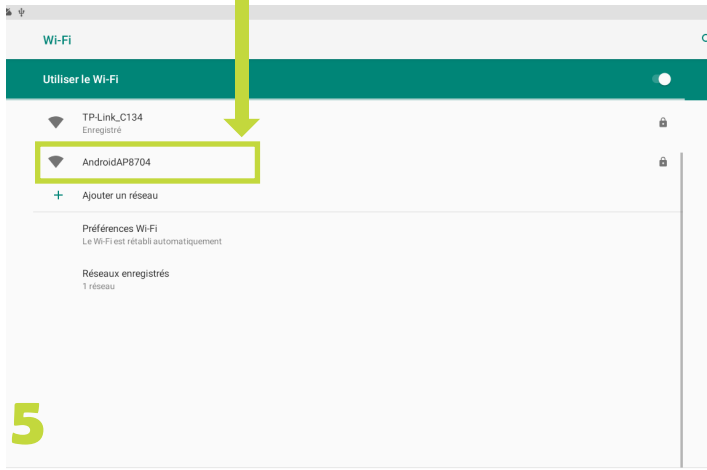 Wi-Fi
Utiliser le Wi-Fi
TP-Link_C134
Enregistré
AndroidAP8704
Ajouter un réseau
Préférences Wi-Fi
Le Wi-Fi est rétabli automatiquement
Réseaux enregistrés
1 réseau
5